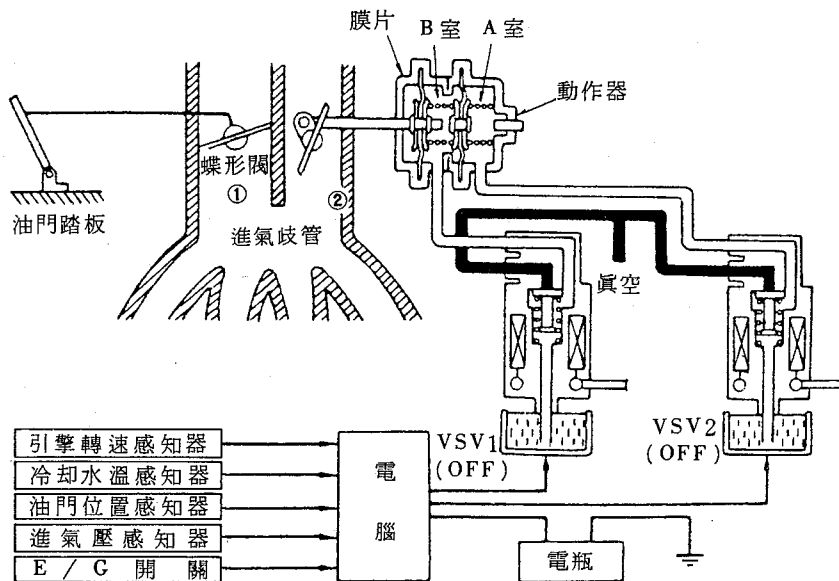 膜片
B室
A室
動作器
蝶形閥
①
②
油門踏板
進氣歧管
眞空
VSV1
(OFF)
VSV2
(OFF)
引擎轉速感知器
冷却水溫感知器
油門位置感知器
進氣壓感知器
E/G開關
電腦
電瓶